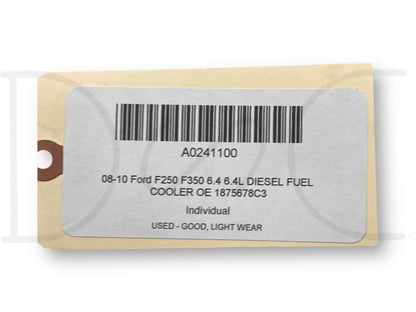 A0241100
08-10 Ford F250 F350 6.4 6.4L DIESEL FUEL
COOLER OE 1875678C3
Individual
USED - GOOD, LIGHT WEAR